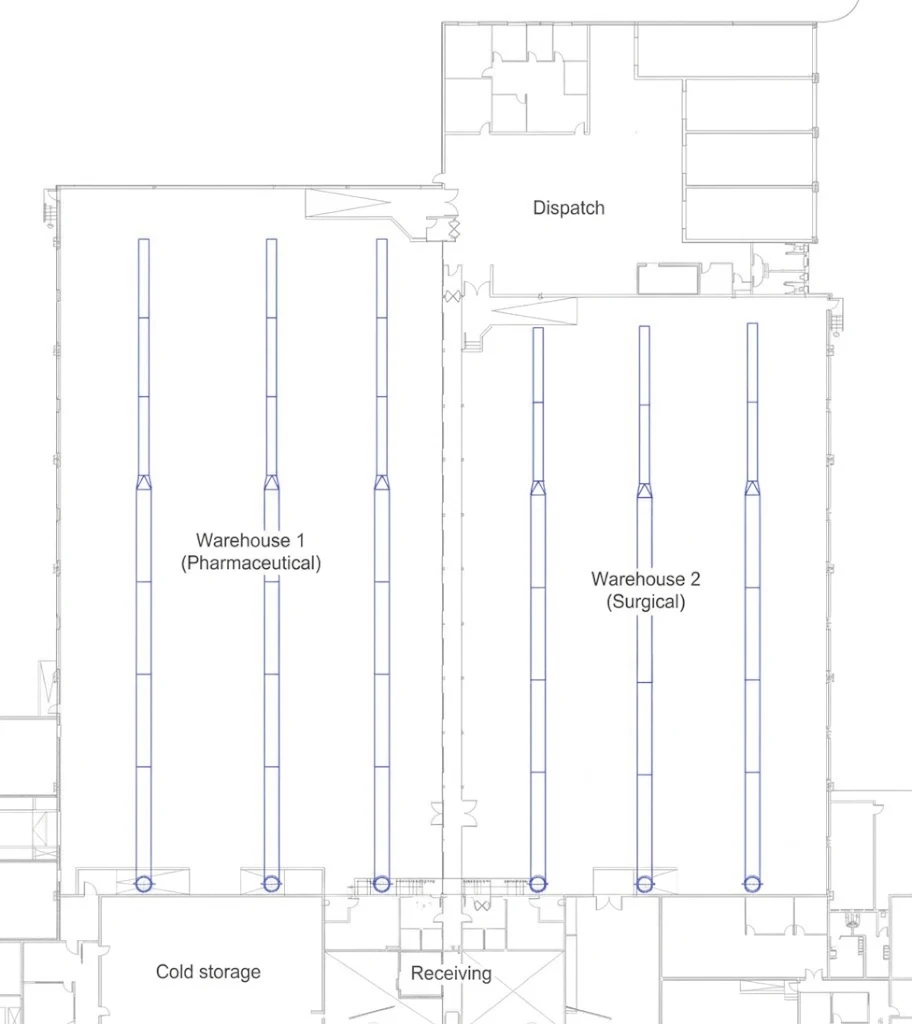 Dispatch
Warehouse 1
(Pharmaceutical)
Warehouse 2
(Surgical)
Cold storage
Receiving